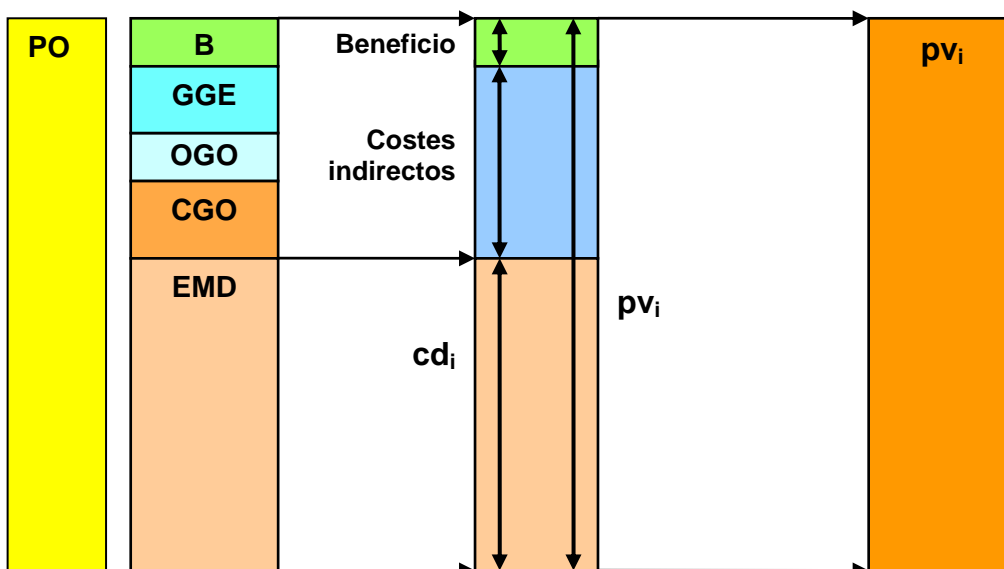 PO
B
GGE
OGO
CGO
EMD
Beneficio
Costes
indirectos
cdᵢ
pvᵢ
pvᵢ